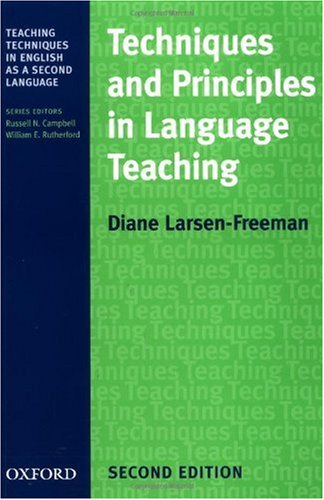 TEACHING
TECHNIQUES
IN ENGLISH
AS A SECOND
LANGUAGE
SERIES EDITORS
Russell N. Campbell
William E. Rutherford
OXFORD
Techniques
and Principles
in Language
Teaching
Diane Larsen-Freeman
SECOND EDITION